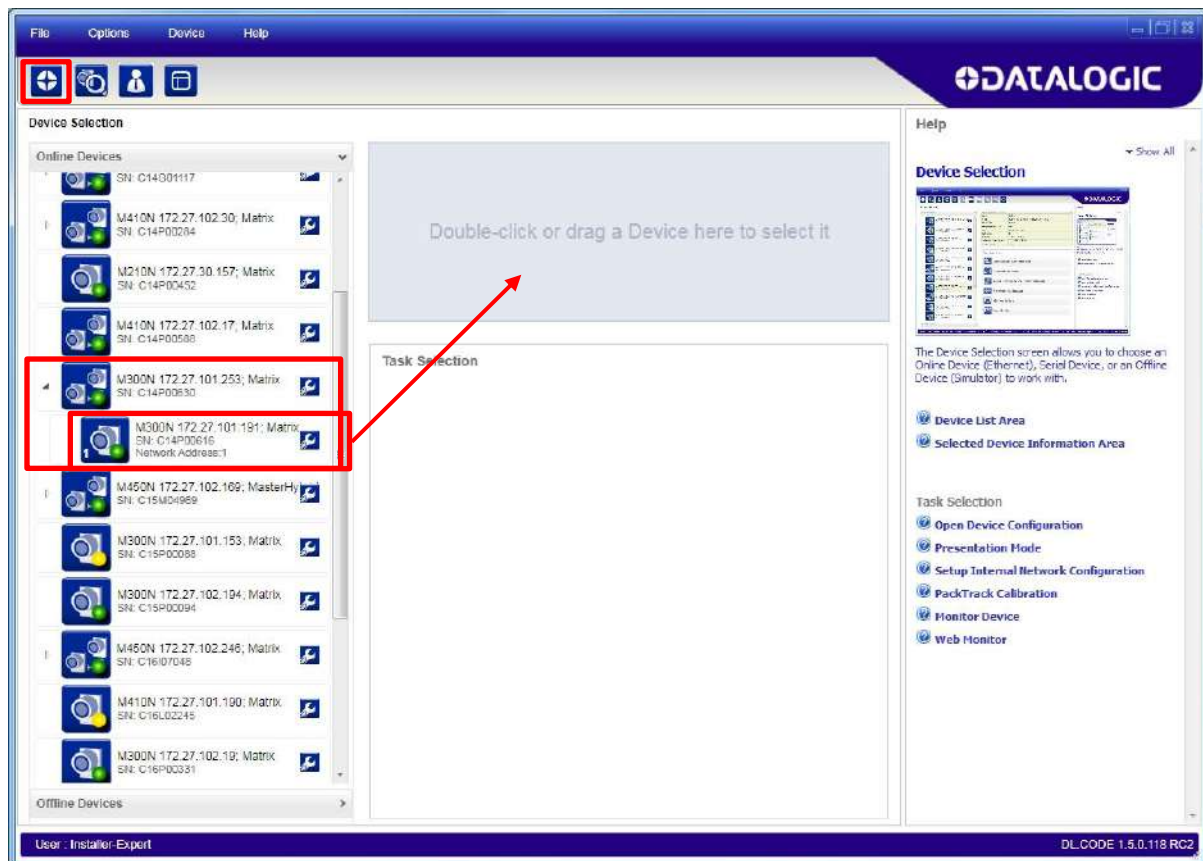 File Options Device Help
DATALOGIC
Device Selection
Online Devices
SN: C14G01117
M410N 172.27.102.30; Matrix
SN: C14P00284
M210N 172.27.30.157; Matrix
SN: C14P00452
M410N 172.27.102.17; Matrix
SN: C14P00588
M300N 172.27.101.253; Matrix
SN: C14P00630
M300N 172.27.101.191; Matrix
SN: C14P00616
Network Address:1
1
M450N 172.27.102.169; MasterHy
SN: C15M04969
M300N 172.27.101.153; Matrix
SN: C15P00088
M300N 172.27.102.194; Matrix
SN: C15P00094
M450N 172.27.102.246; Matrix
SN: C16I07048
M410N 172.27.101.190; Matrix
SN: C16L02245
M300N 172.27.102.19; Matrix
SN: C16P00331
Offline Devices
Double-click or drag a Device here to select it
Task Selection
Help
Show All
Device Selection
The Device Selection screen allows you to choose an
Online Device (Ethernet), Serial Device, or an Offline
Device (Simulator) to work with.
Device List Area
Selected Device Information Area
Task Selection
Open Device Configuration
Presentation Mode
Setup Internal Network Configuration
PackTrack Calibration
Monitor Device
Web Monitor
User : Installer-Expert
DL.CODE 1.5.0.118 RC2